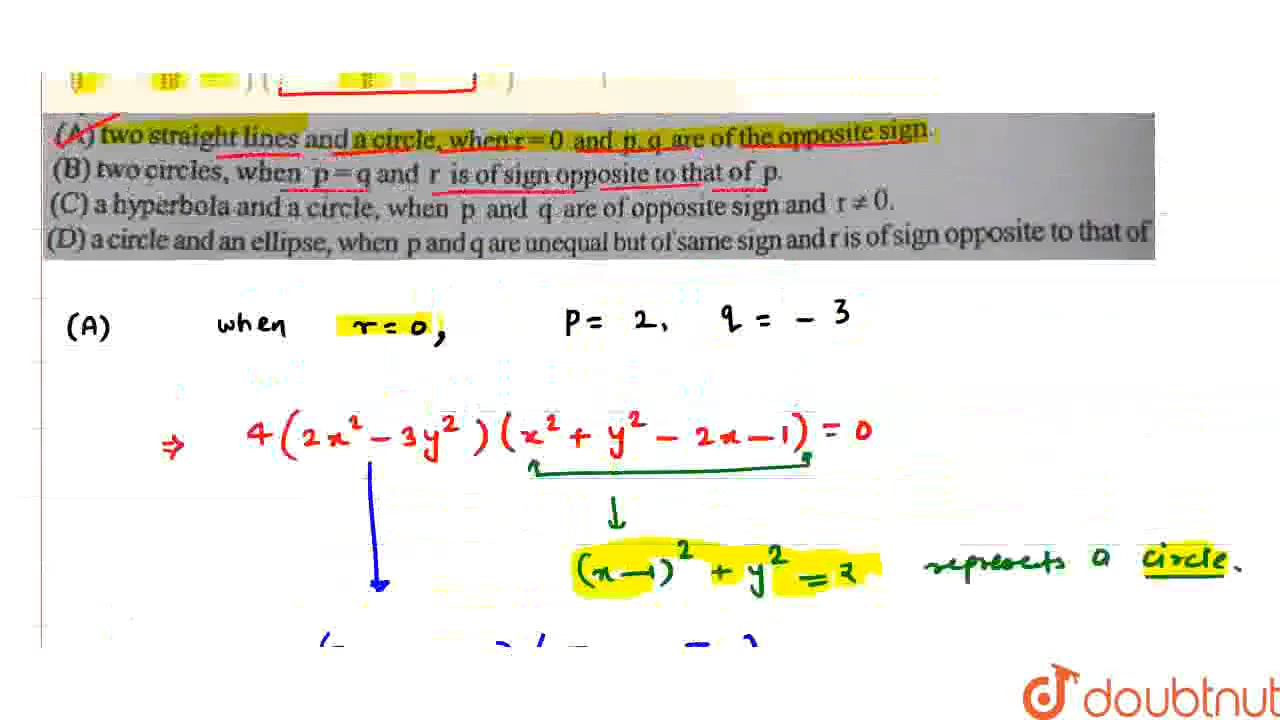 (A) two straight lines and a circle, when r = 0 and p, q are of the opposite sign.
(B) two circles, when p = q and r is of sign opposite to that of p.
(C) a hyperbola and a circle, when p and q are of opposite sign and r ≠ 0.
(D) a circle and an ellipse, when p and q are unequal but of same sign and r is of sign opposite to that of
(A) when r = 0, P = 2, q = - 3
⇒ 4(2x² - 3y²)(x² + y² - 2x - 1) = 0
(x-1)² + y² = 2 represents a circle.
doubtnut